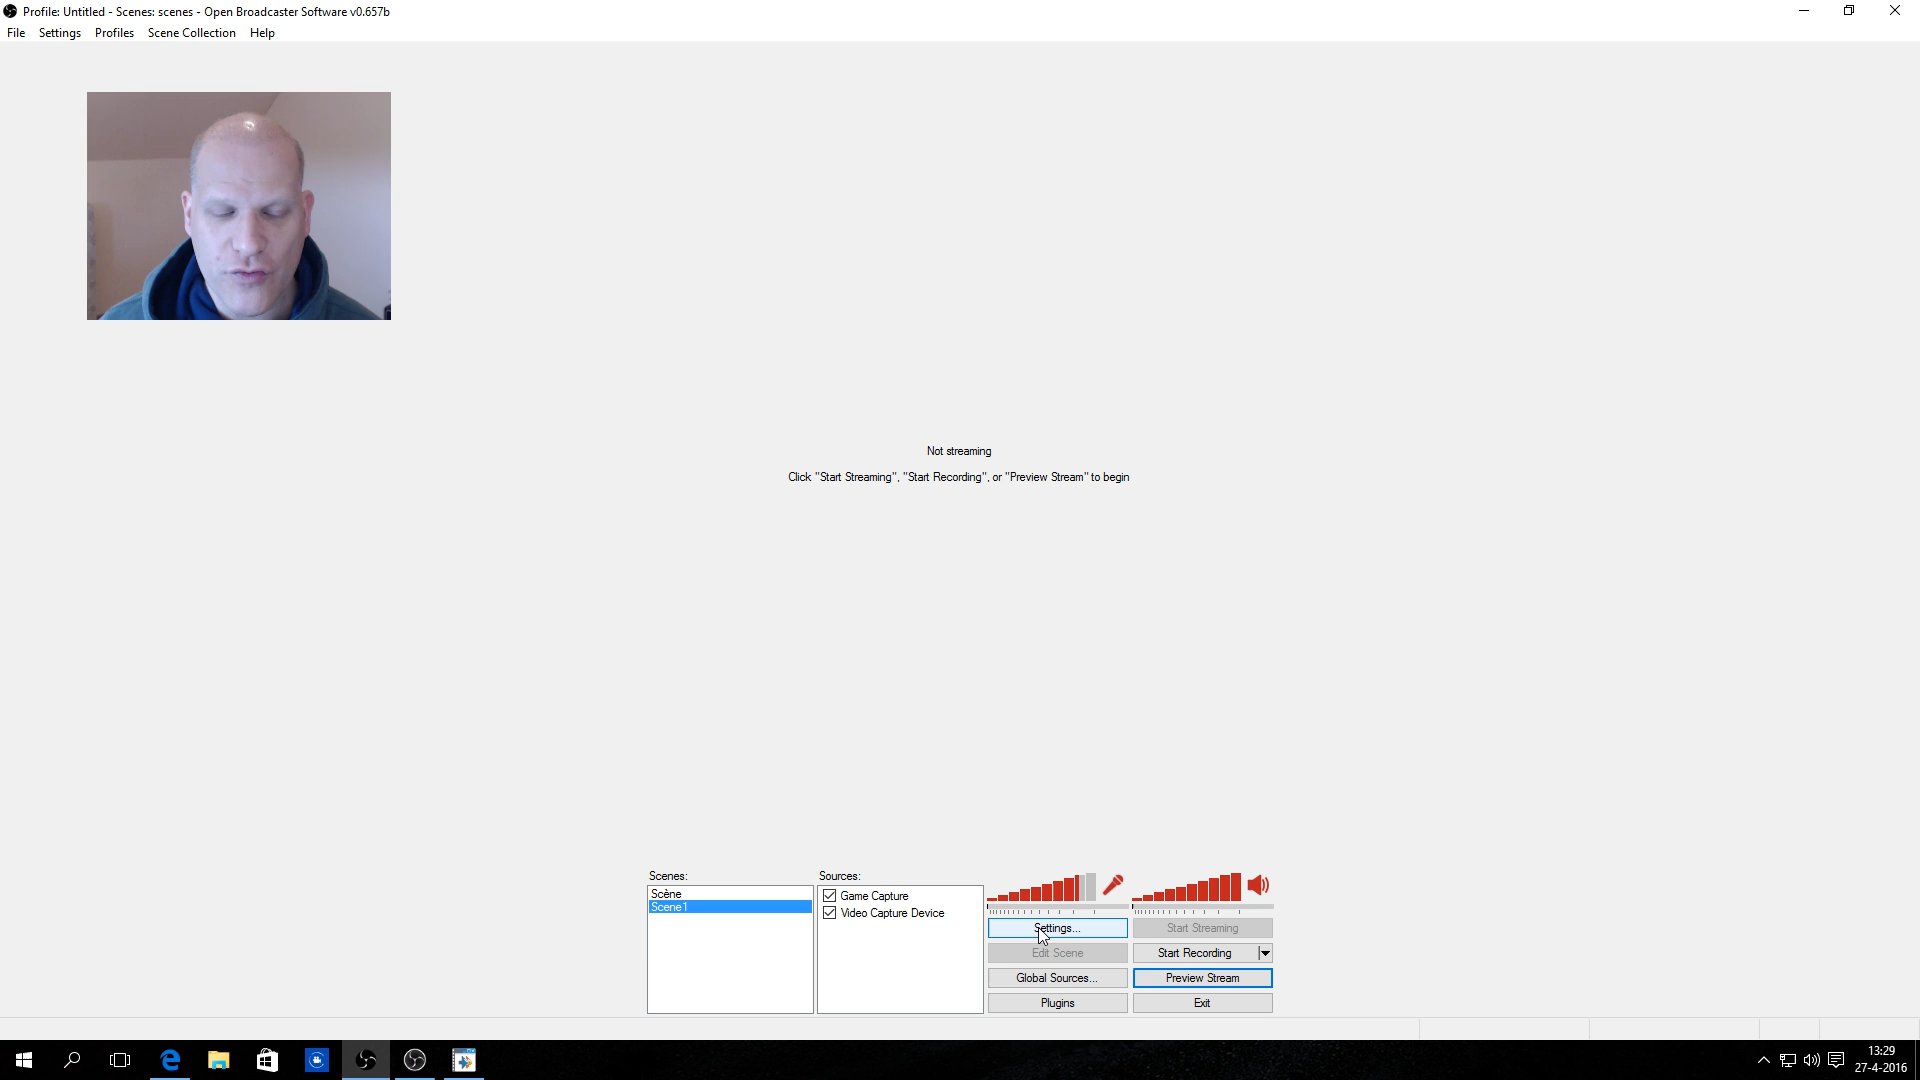 Profile: Untitled - Scenes: scenes - Open Broadcaster Software v0.657b
File Settings Profiles Scene Collection Help
Not streaming
Click "Start Streaming", "Start Recording", or "Preview Stream" to begin
Scenes:
Scène
Scene1
Sources:
Game Capture
Video Capture Device
Settings... Start Streaming
Edit Scene Start Recording
Global Sources... Preview Stream
Plugins Exit
13:29
27-4-2016